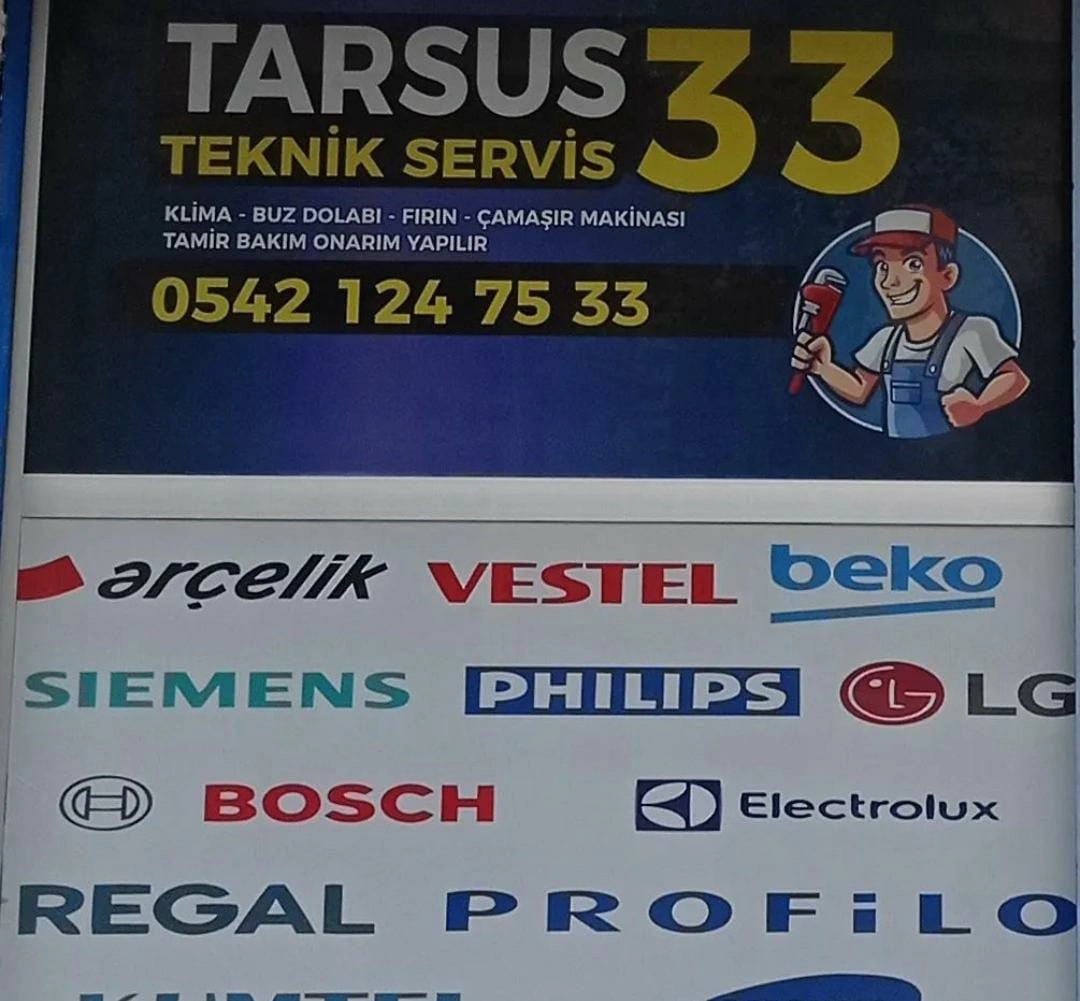 TARSUS 33
TEKNİK SERVİS
KLİMA - BUZ DOLABI - FIRIN - ÇAMAŞIR MAKİNASI
TAMİR BAKIM ONARIM YAPILIR
0542 124 75 33
arçelik VESTEL beko
SIEMENS PHILIPS LG LG
BOSCH Electrolux
REGAL PROFiLO